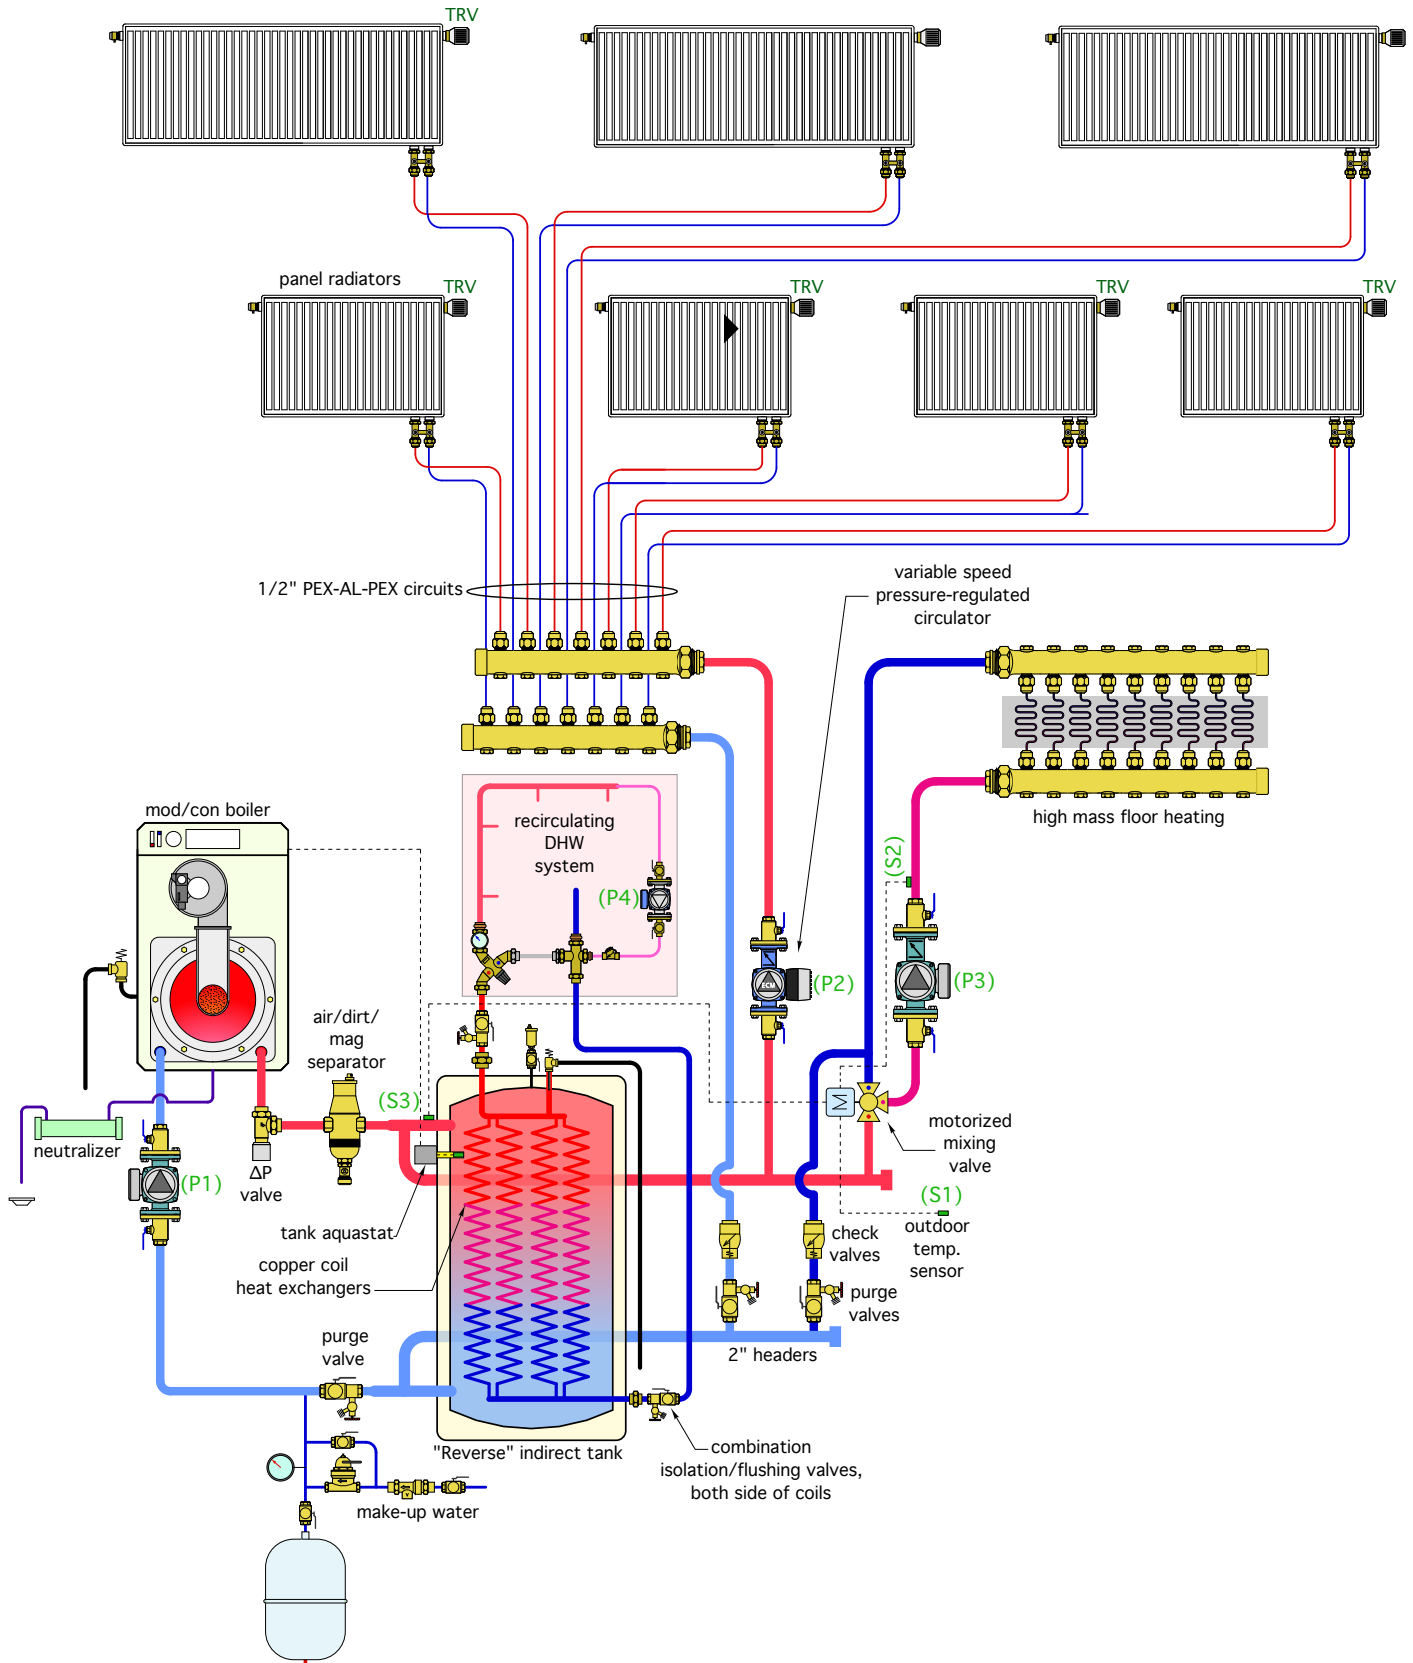 TRV
panel radiators
TRV
TRV
TRV
TRV
1/2" PEX-AL-PEX circuits
variable speed
pressure-regulated
circulator
mod/con boiler
recirculating
DHW
system
high mass floor heating
(S2)
(P4)
(P2)
ECM
(P3)
air/dirt/
mag
separator
(S3)
M
motorized
mixing
valve
neutralizer
ΔP
valve
(P1)
(S1)
outdoor
temp.
sensor
tank aquastat
check
valves
copper coil
heat exchangers
purge
valves
purge
valve
2" headers
"Reverse" indirect tank
combination
isolation/flushing valves,
both side of coils
make-up water